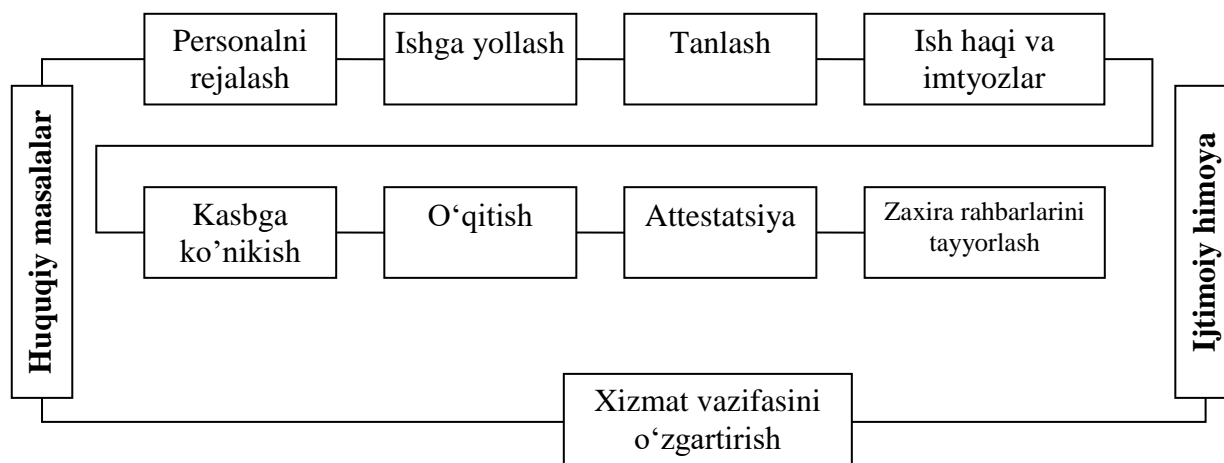 Personalni
rejalash
Ishga yollash
Tanlash
Ish haqi va
imtyozlar
Huquqiy masalalar
Ijtimoiy himoya
Kasbga
ko’nikish
O‘qitish
Attestatsiya
Zaxira rahbarlarini
tayyorlash
Xizmat vazifasini
o‘zgartirish